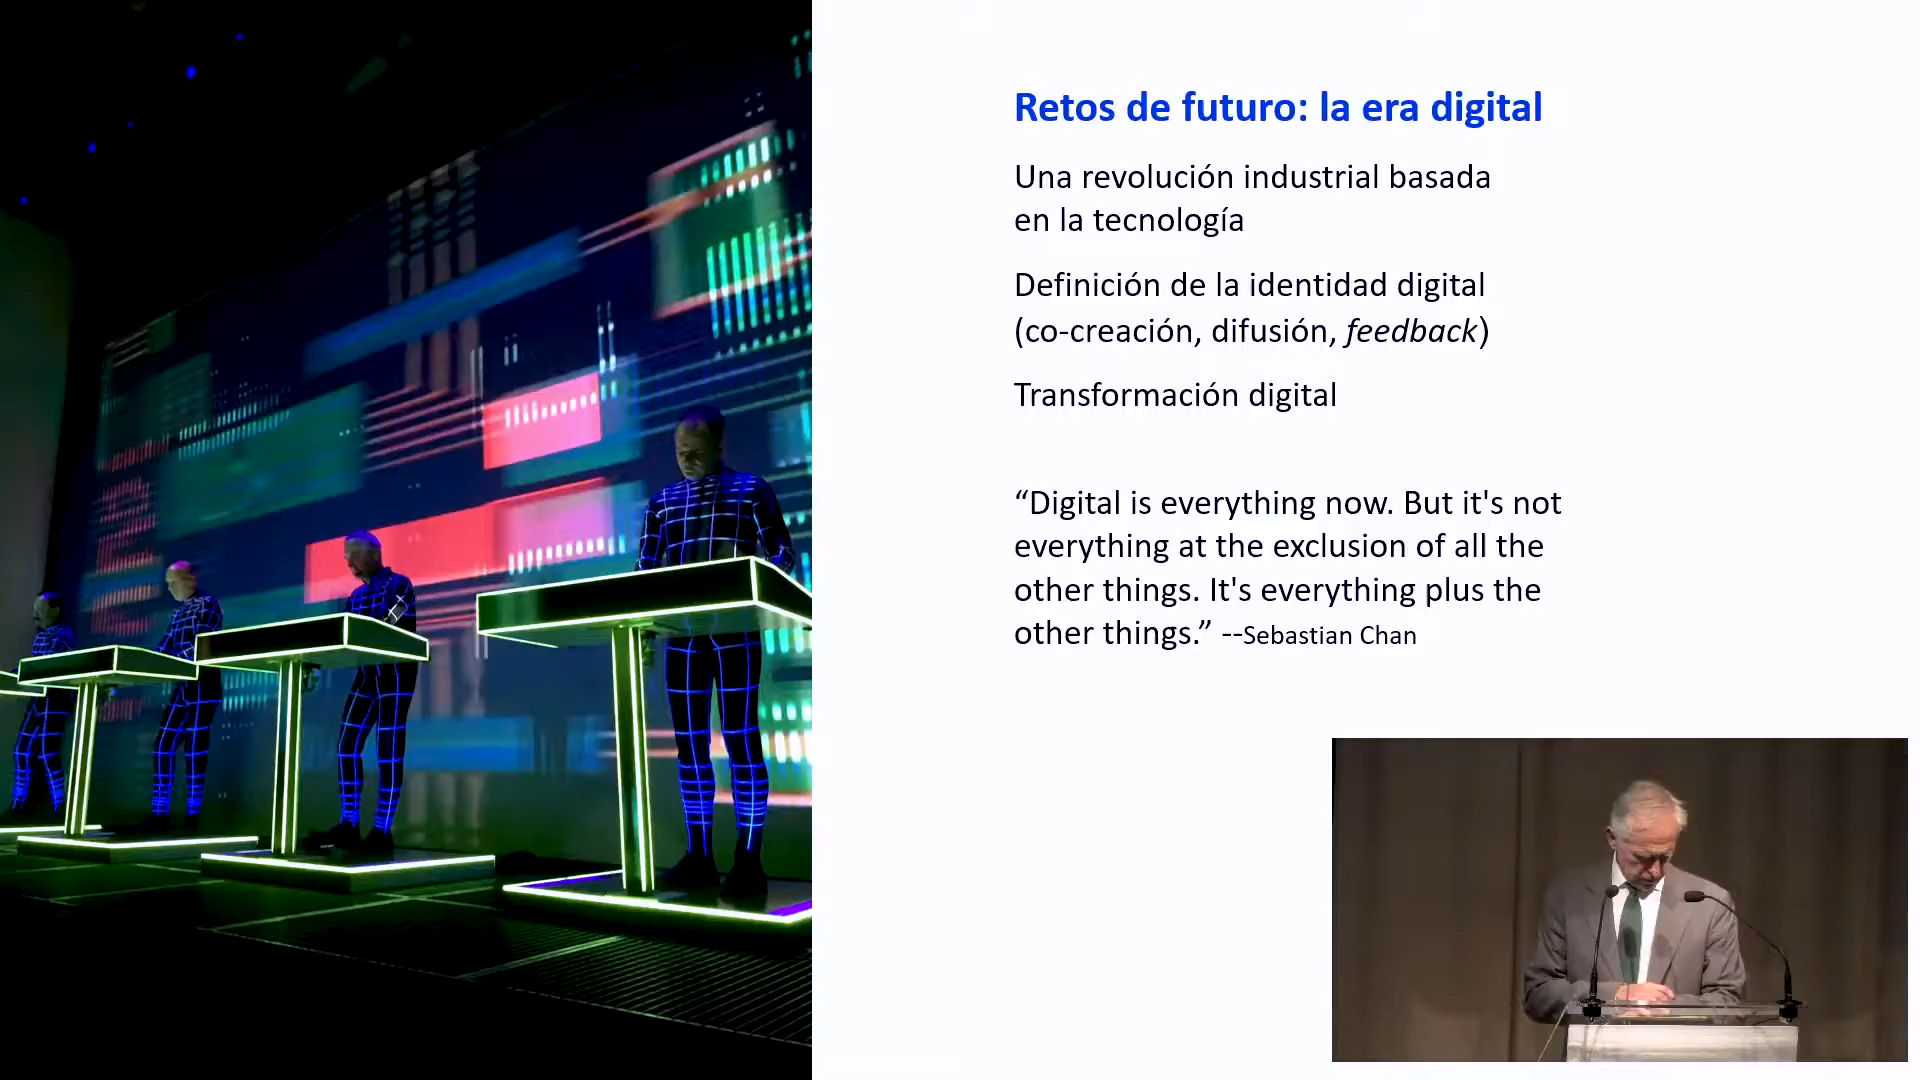 Retos de futuro: la era digital
Una revolución industrial basada
en la tecnología
Definición de la identidad digital
(co-creación, difusión, feedback)
Transformación digital
“Digital is everything now. But it's not
everything at the exclusion of all the
other things. It's everything plus the
other things.” --Sebastian Chan